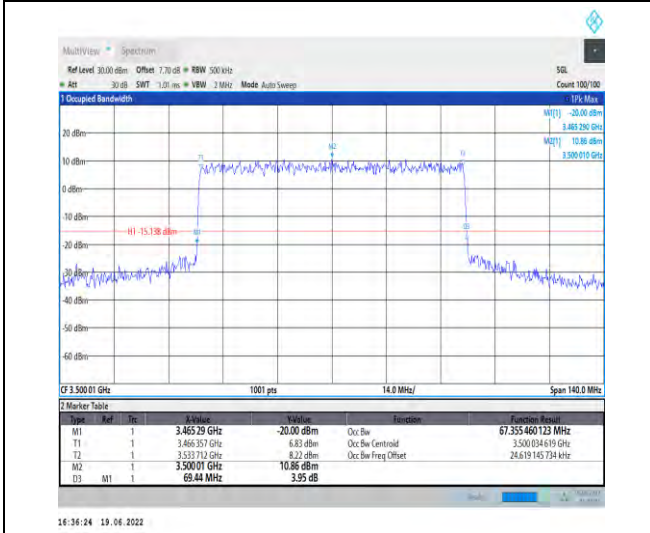 MultiView Spectrum
Ref Level 30.00 dBm Offset 7.70 dB RBW 500 kHz SGL
Att 30 dB SWT 1.01 ms VBW 2 MHz Mode Auto Sweep Count 100/100
1 Occupied Bandwidth 1Pk Max
M1[1] -20.00 dBm
3.465 290 GHz
M2[1] 10.86 dBm
3.500 010 GHz
20 dBm
M2
T1
10 dBm
0 dBm
-10 dBm
H1 -15.138 dBm
D3
-20 dBm
-30 dBm
-40 dBm
-50 dBm
-60 dBm
CF 3.500 01 GHz 1001 pts 14.0 MHz/ Span 140.0 MHz
2 Marker Table
Type Ref Trc X-Value Y-Value Function Function Result
M1 1 3.465 29 GHz -20.00 dBm Occ Bw 67.355 460 123 MHz
T1 1 3.466 357 GHz 6.83 dBm Occ Bw Centroid 3.500 034 619 GHz
T2 1 3.533 712 GHz 8.22 dBm Occ Bw Freq Offset 24.619 145 734 kHz
M2 1 3.500 01 GHz 10.86 dBm
D3 M1 1 69.44 MHz 3.95 dB
16:36:24 19.06.2022